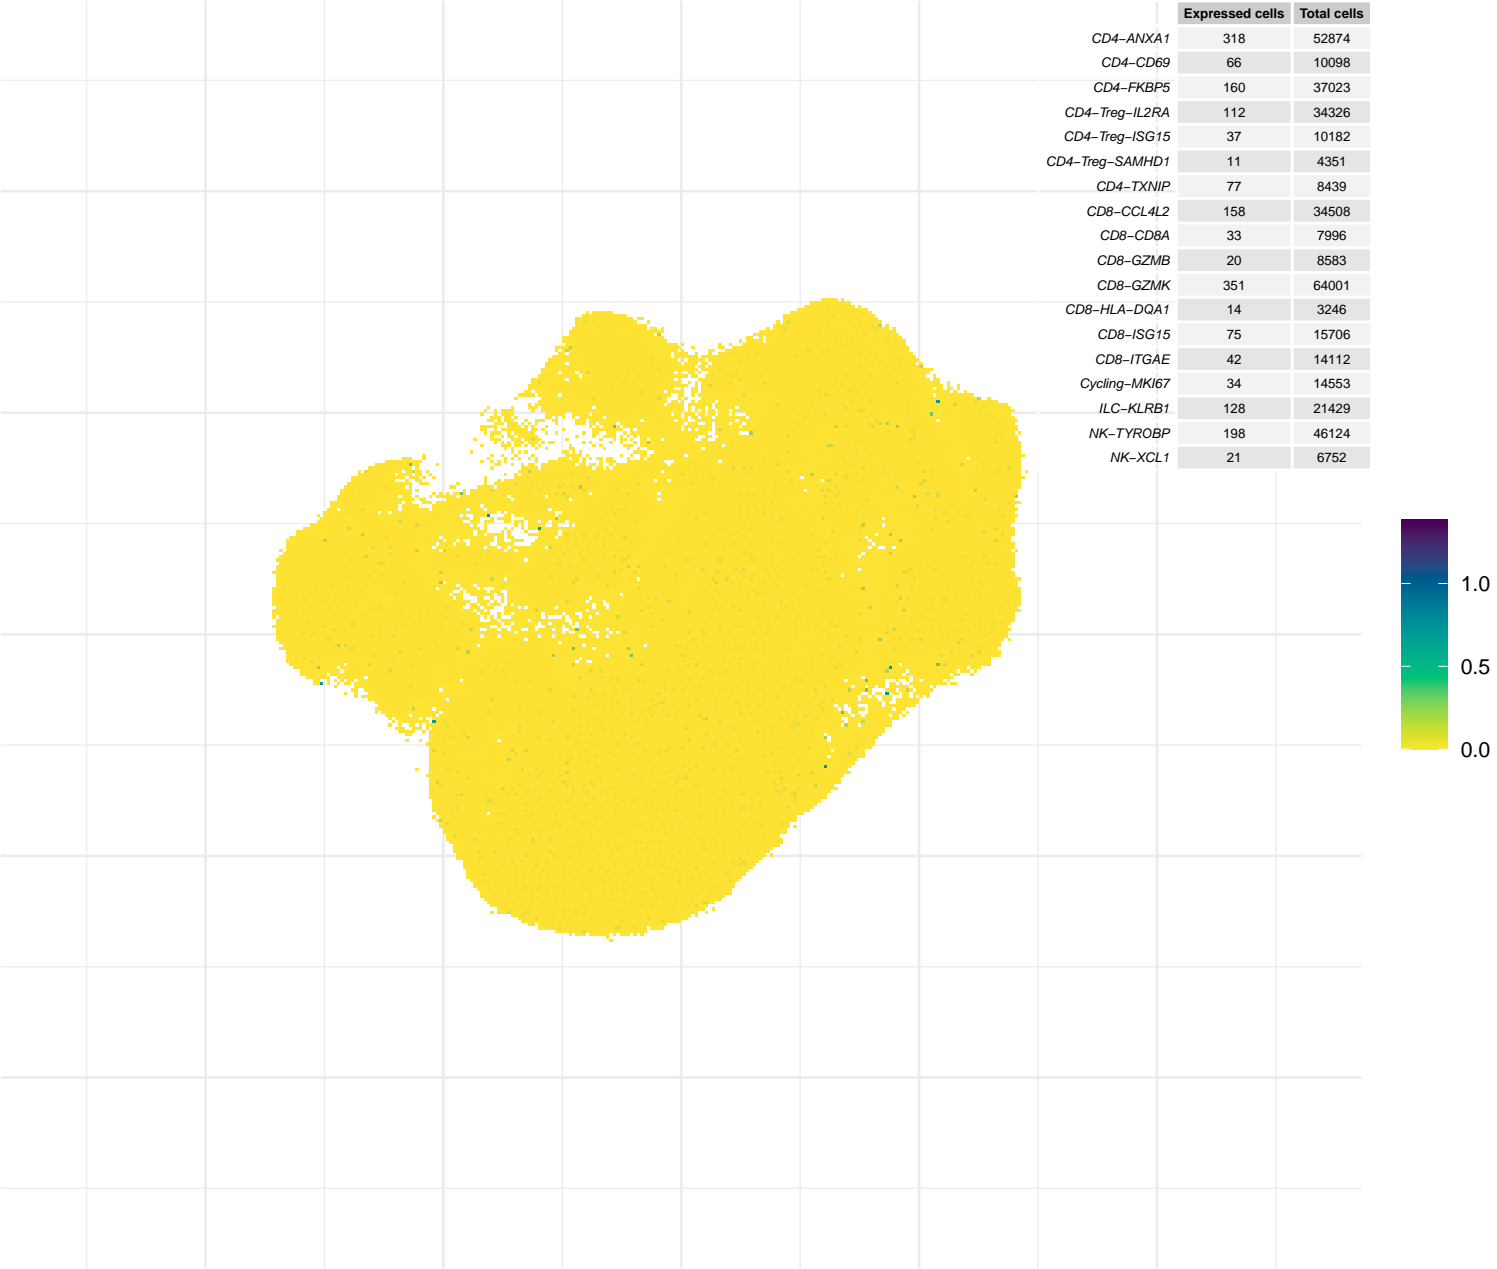 Expressed cells Total cells
CD4−ANXA1 318 52874
CD4−CD69 66 10098
CD4−FKBP5 160 37023
CD4−Treg−IL2RA 112 34326
CD4−Treg−ISG15 37 10182
CD4−Treg−SAMHD1 11 4351
CD4−TXNIP 77 8439
CD8−CCL4L2 158 34508
CD8−CD8A 33 7996
CD8−GZMB 20 8583
CD8−GZMK 351 64001
CD8−HLA−DQA1 14 3246
CD8−ISG15 75 15706
CD8−ITGAE 42 14112
Cycling−MKI67 34 14553
ILC−KLRB1 128 21429
NK−TYROBP 198 46124
NK−XCL1 21 6752
1.0
0.5
0.0